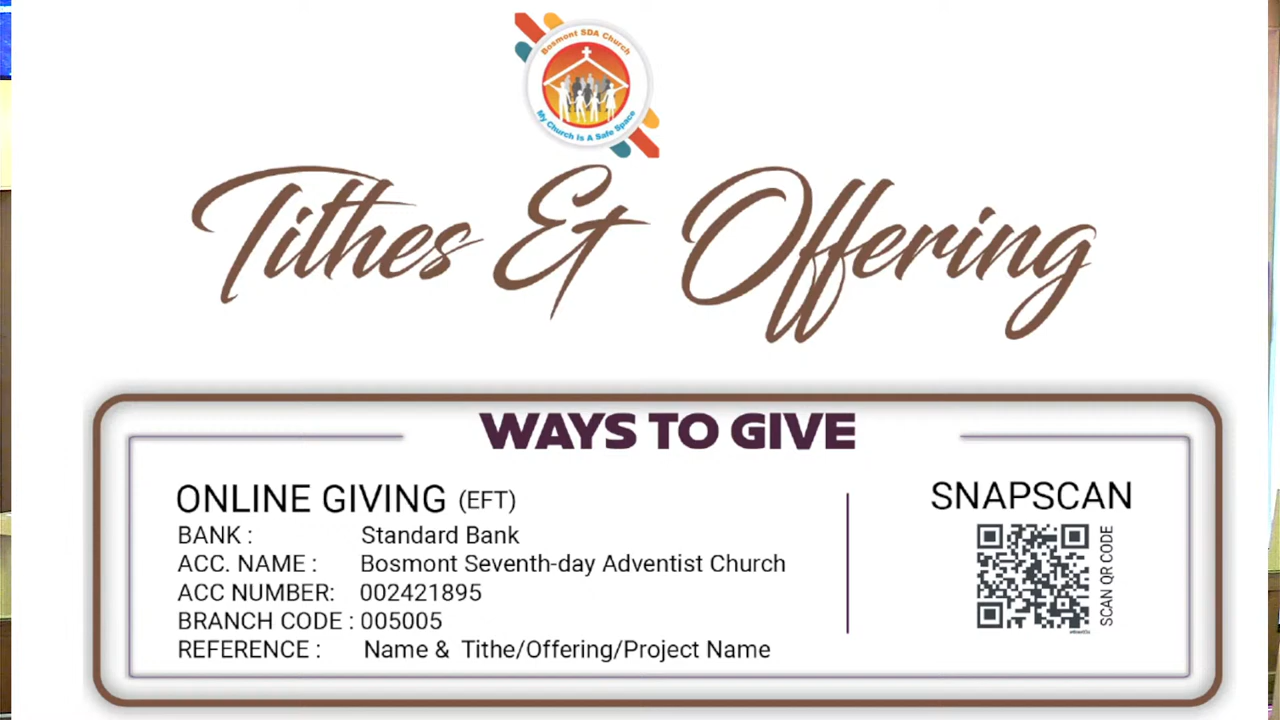 Bosmont SDA Church
My Church Is A Safe Space
Tithes & Offering
WAYS TO GIVE
ONLINE GIVING (EFT)
BANK : Standard Bank
ACC. NAME : Bosmont Seventh-day Adventist Church
ACC NUMBER: 002421895
BRANCH CODE : 005005
REFERENCE : Name & Tithe/Offering/Project Name
SNAPSCAN
SCAN QR CODE